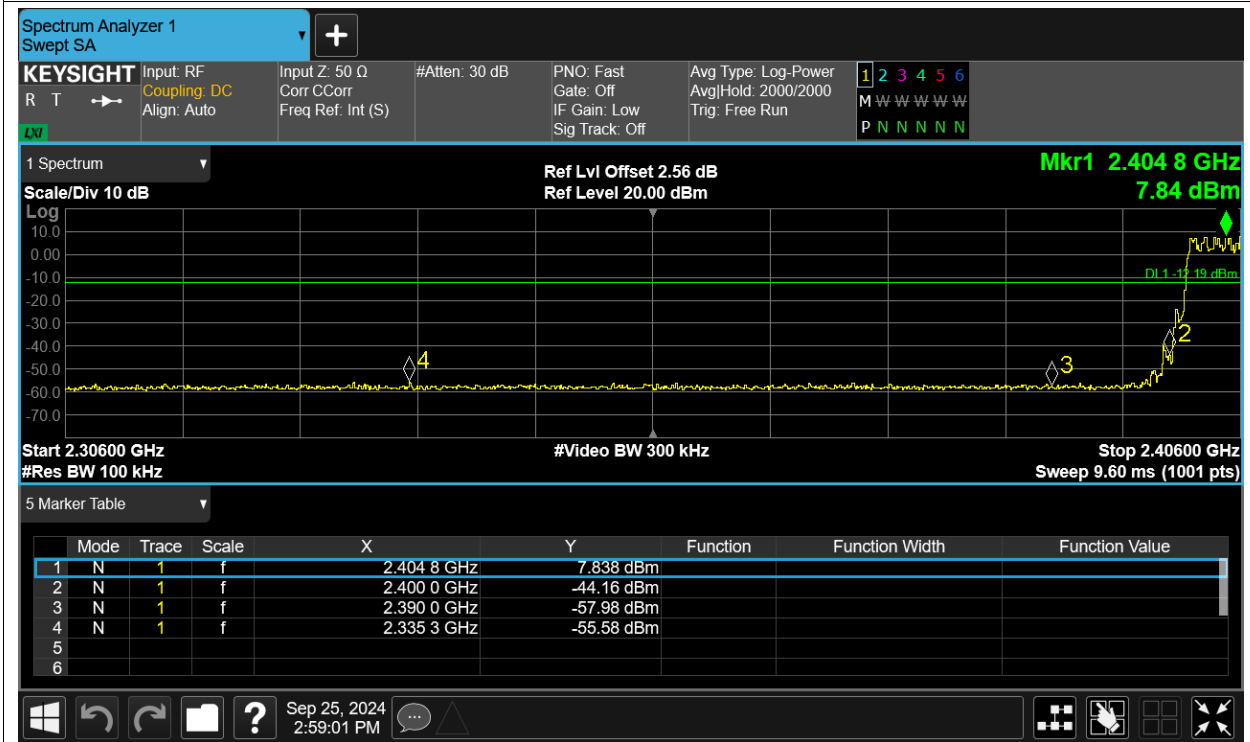 Spectrum Analyzer 1
Swept SA
+
KEYSIGHT
R T
LXI
Input: RF
Coupling: DC
Align: Auto
Input Z: 50 Ω
Corr CCorr
Freq Ref: Int (S)
#Atten: 30 dB
PNO: Fast
Gate: Off
IF Gain: Low
Sig Track: Off
Avg Type: Log-Power
Avg|Hold: 2000/2000
Trig: Free Run
1 2 3 4 5 6
M W W W W W
P N N N N N
1 Spectrum
Scale/Div 10 dB
Ref Lvl Offset 2.56 dB
Ref Level 20.00 dBm
Mkr1 2.404 8 GHz
7.84 dBm
Log
10.0
0.00
-10.0
-20.0
-30.0
-40.0
-50.0
-60.0
-70.0
DL1 -12.19 dBm
2
3
4
Start 2.30600 GHz
#Res BW 100 kHz
#Video BW 300 kHz
Stop 2.40600 GHz
Sweep 9.60 ms (1001 pts)
5 Marker Table
Mode Trace Scale X Y Function Function Width Function Value
1 N 1 f 2.404 8 GHz 7.838 dBm
2 N 1 f 2.400 0 GHz -44.16 dBm
3 N 1 f 2.390 0 GHz -57.98 dBm
4 N 1 f 2.335 3 GHz -55.58 dBm
5
6
?
Sep 25, 2024
2:59:01 PM